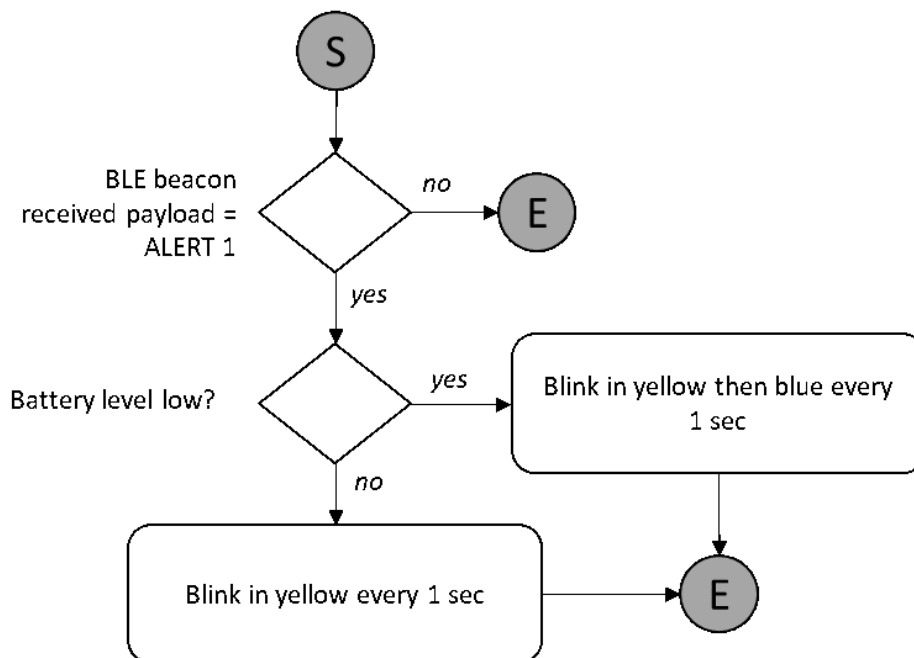 S
BLE beacon
received payload =
ALERT 1
no
E
yes
Battery level low?
yes
Blink in yellow then blue every
1 sec
no
Blink in yellow every 1 sec
E